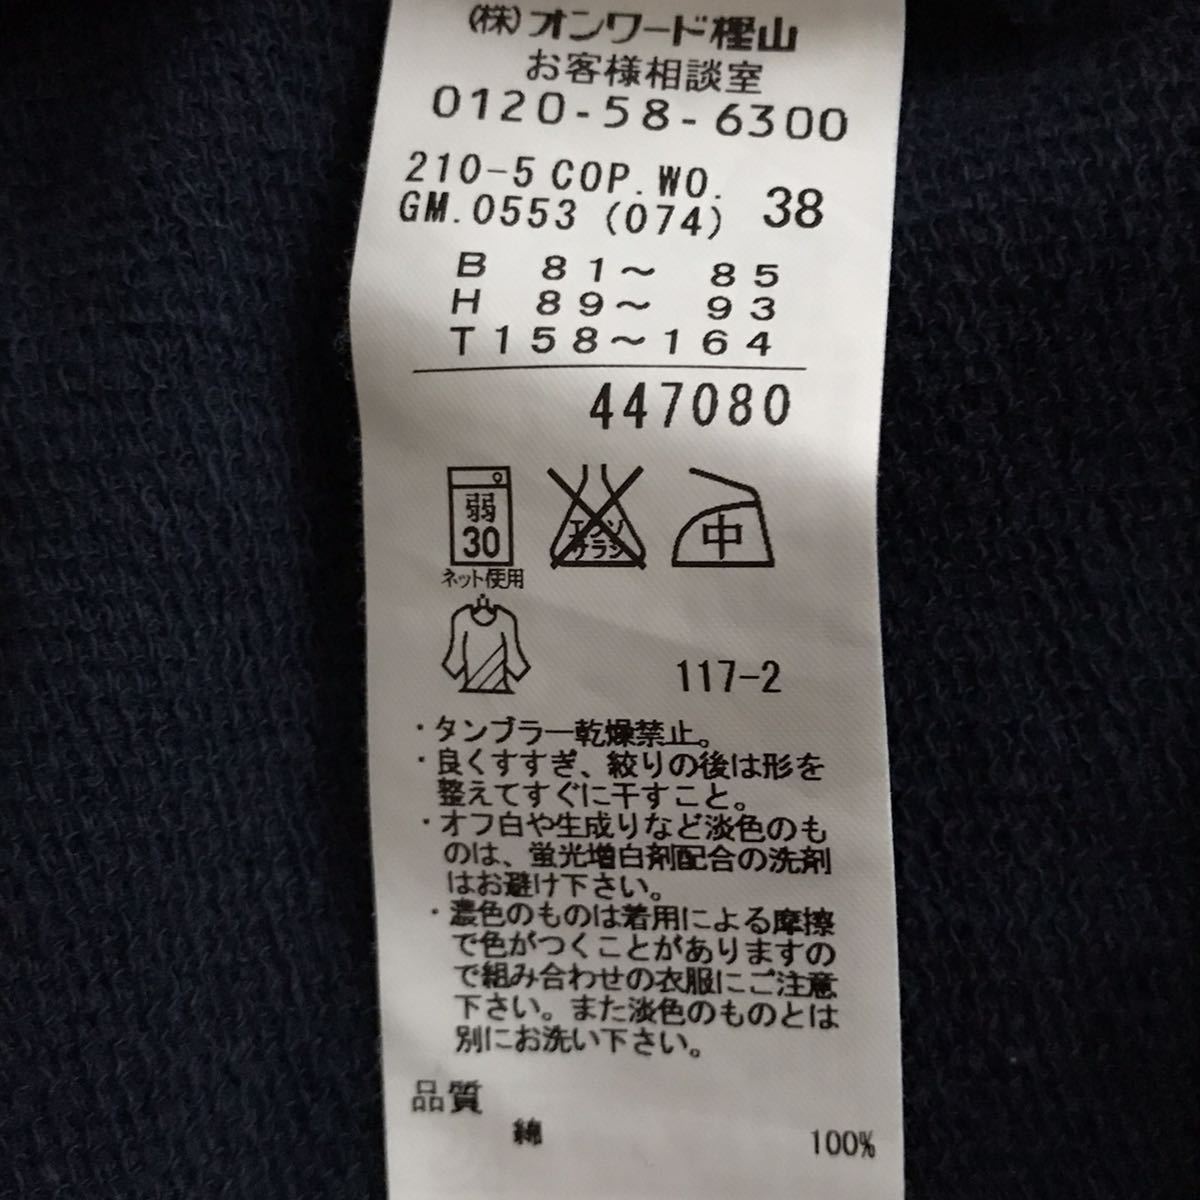 (株)オンワード樫山
お客様相談室
0120-58-6300
210-5 COP.WO.
GM.0553 (074) 38
B 81～ 85
H 89～ 93
T158～164
447080
弱
30
ネット使用
エンソ
サラシ
中
117-2
・タンブラー乾燥禁止。
・良くすすぎ、絞りの後は形を
整えてすぐに干すこと。
・オフ白や生成りなど淡色のも
のは、蛍光増白剤配合の洗剤
はお避け下さい。
・濃色のものは着用による摩擦
で色がつくことがありますの
で組み合わせの衣服にご注意
下さい。また淡色のものとは
別にお洗い下さい。
品質
綿 100%